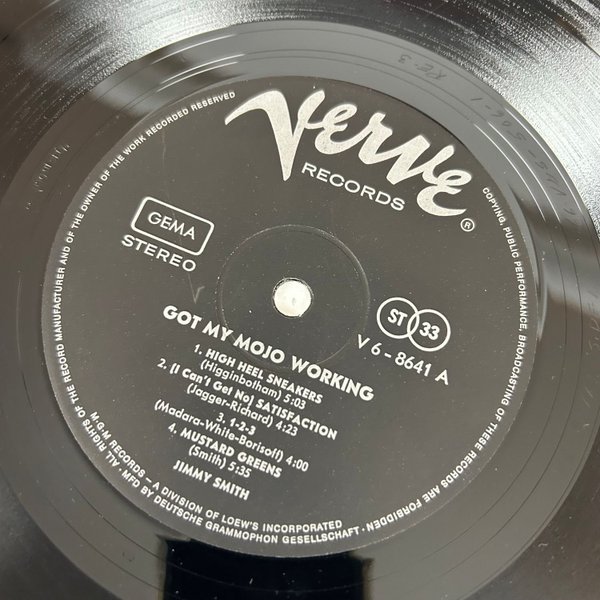 Verve
RECORDS
®
GEMA
STEREO
ST 33
V 6 – 8641 A
GOT MY MOJO WORKING
1. HIGH HEEL SNEAKERS
(Higginbotham) 5:03
2. (I Can't Get No) SATISFACTION
(Jagger-Richard) 4:23
3. 1-2-3
(Madara-White-Borisoff) 4:00
4. MUSTARD GREENS
(Smith) 5:35
JIMMY SMITH
M·G·M RECORDS – A DIVISION OF LOEW'S INCORPORATED
ALL RIGHTS OF THE RECORD MANUFACTURER AND OF THE OWNER OF THE WORK RECORDED RESERVED
COPYING, PUBLIC PERFORMANCE, BROADCASTING OF THESE RECORDS ARE FORBIDDEN
· MFD BY DEUTSCHE GRAMMOPHON GESELLSCHAFT ·